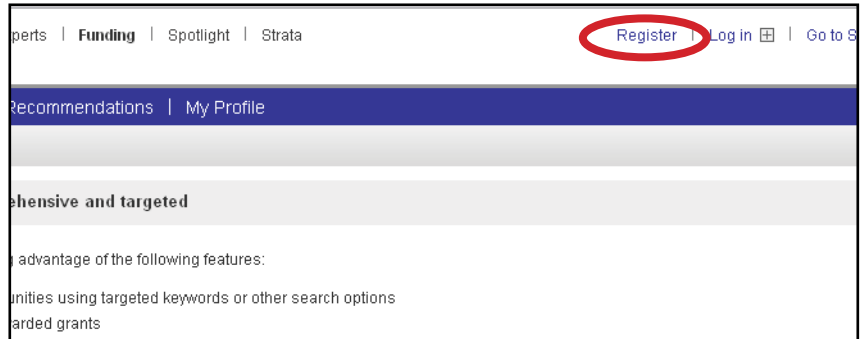 perts | Funding | Spotlight | Strata Register | Log in | Go to S
Recommendations | My Profile
ehensive and targeted
advantage of the following features:
unities using targeted keywords or other search options
arded grants